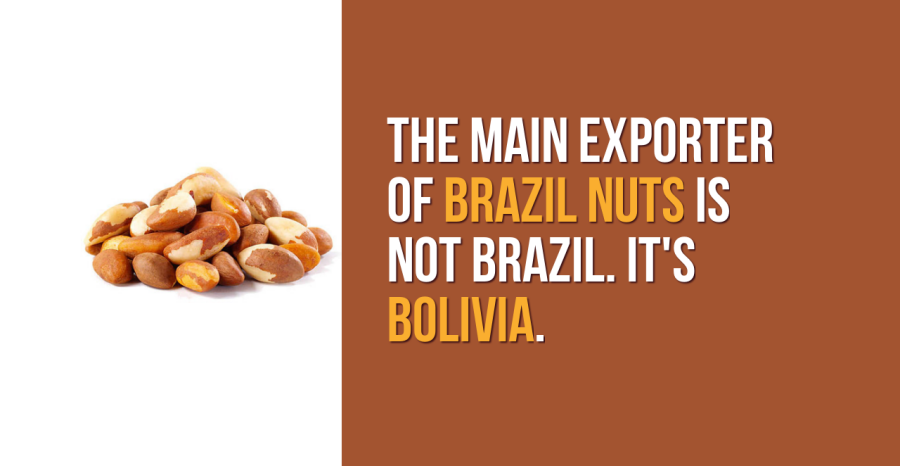 THE MAIN EXPORTER
OF BRAZIL NUTS IS
NOT BRAZIL. IT'S
BOLIVIA.